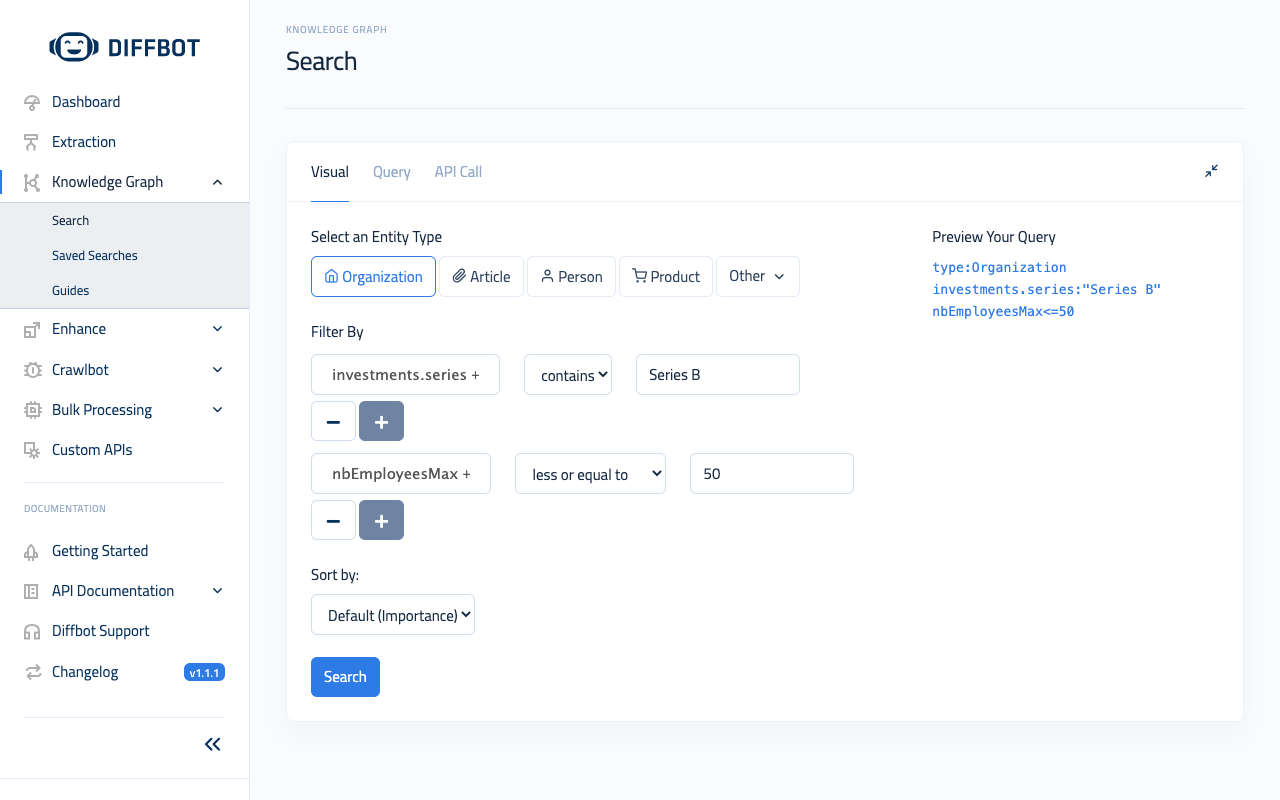 DIFFBOT
Dashboard
Extraction
Knowledge Graph
Search
Saved Searches
Guides
Enhance
Crawlbot
Bulk Processing
Custom APIs
DOCUMENTATION
Getting Started
API Documentation
Diffbot Support
Changelog v1.1.1
KNOWLEDGE GRAPH
Search
Visual Query API Call
Select an Entity Type
Organization Article Person Product Other
Filter By
investments.series + contains Series B
− +
nbEmployeesMax + less or equal to 50
− +
Sort by:
Default (Importance)
Search
Preview Your Query
type:Organization
investments.series:"Series B"
nbEmployeesMax<=50